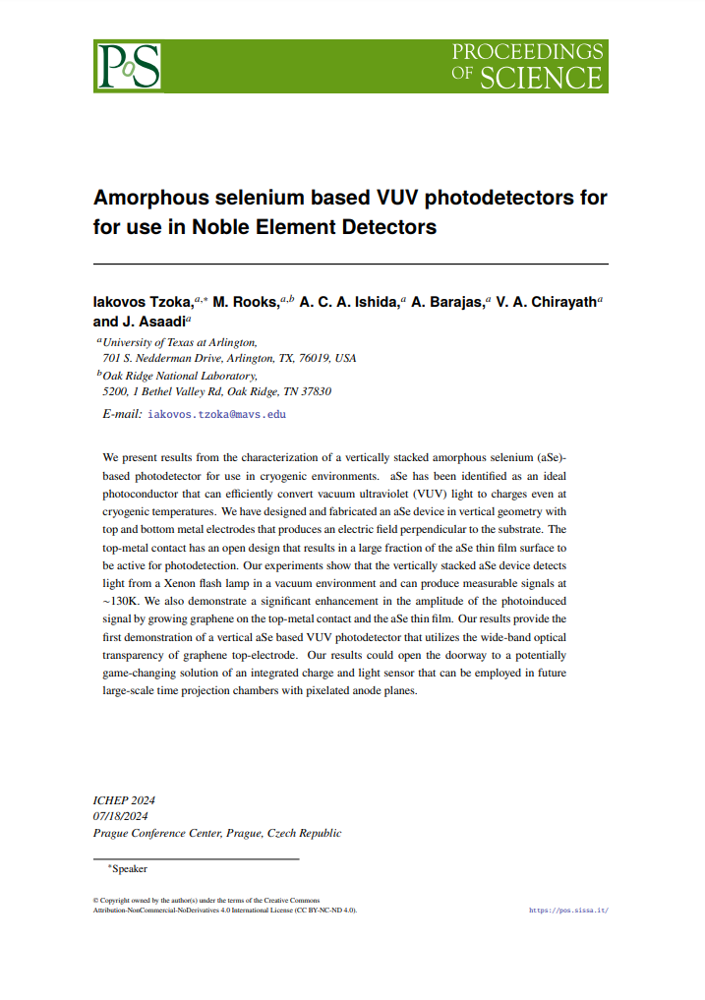 PoS
PROCEEDINGS
OF SCIENCE
Amorphous selenium based VUV photodetectors for
for use in Noble Element Detectors
Iakovos Tzoka,a,* M. Rooks,a,b A. C. A. Ishida,a A. Barajas,a V. A. Chirayatha
and J. Asaadia
aUniversity of Texas at Arlington,
701 S. Nedderman Drive, Arlington, TX, 76019, USA
bOak Ridge National Laboratory,
5200, 1 Bethel Valley Rd, Oak Ridge, TN 37830
E-mail: iakovos.tzoka@mavs.edu
We present results from the characterization of a vertically stacked amorphous selenium (aSe)-
based photodetector for use in cryogenic environments. aSe has been identified as an ideal
photoconductor that can efficiently convert vacuum ultraviolet (VUV) light to charges even at
cryogenic temperatures. We have designed and fabricated an aSe device in vertical geometry with
top and bottom metal electrodes that produces an electric field perpendicular to the substrate. The
top-metal contact has an open design that results in a large fraction of the aSe thin film surface to
be active for photodetection. Our experiments show that the vertically stacked aSe device detects
light from a Xenon flash lamp in a vacuum environment and can produce measurable signals at
~130K. We also demonstrate a significant enhancement in the amplitude of the photoinduced
signal by growing graphene on the top-metal contact and the aSe thin film. Our results provide the
first demonstration of a vertical aSe based VUV photodetector that utilizes the wide-band optical
transparency of graphene top-electrode. Our results could open the doorway to a potentially
game-changing solution of an integrated charge and light sensor that can be employed in future
large-scale time projection chambers with pixelated anode planes.
ICHEP 2024
07/18/2024
Prague Conference Center, Prague, Czech Republic
*Speaker
© Copyright owned by the author(s) under the terms of the Creative Commons
Attribution-NonCommercial-NoDerivatives 4.0 International License (CC BY-NC-ND 4.0).
https://pos.sissa.it/